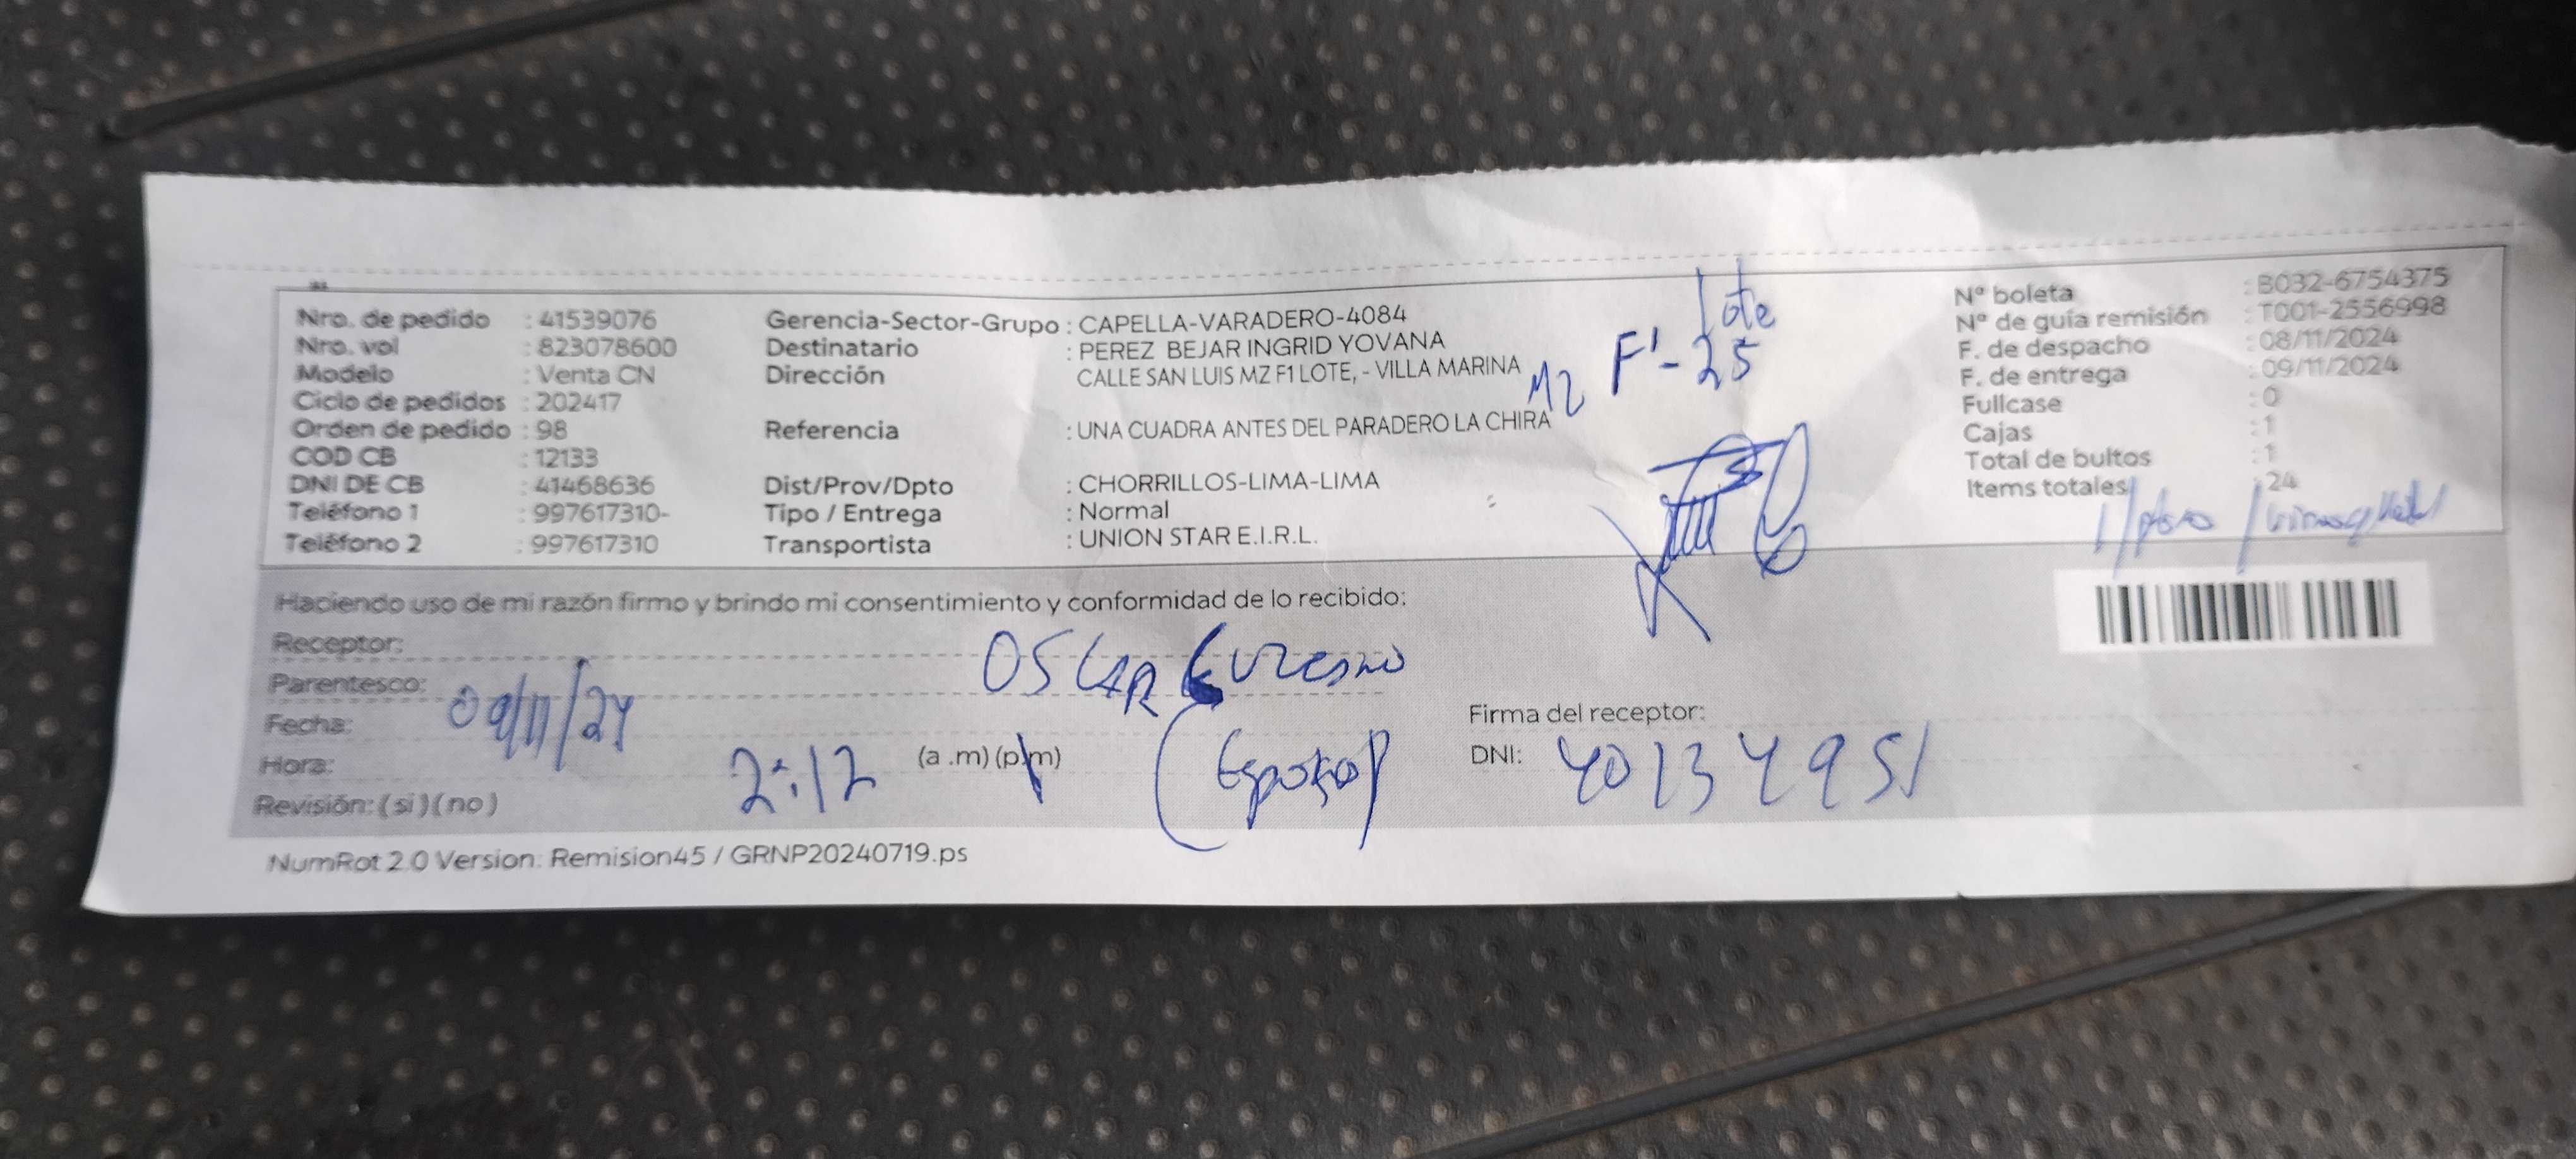 Nro. de pedido : 41539076
Nro. vol : 823078600
Modelo : Venta CN
Ciclo de pedidos : 202417
Orden de pedido : 98
COD CB : 12133
DNI DE CB : 41468636
Teléfono 1 : 997617310-
Teléfono 2 : 997617310
Gerencia-Sector-Grupo : CAPELLA-VARADERO-4084
Destinatario : PEREZ BEJAR INGRID YOVANA
Dirección CALLE SAN LUIS MZ F1 LOTE, - VILLA MARINA
Referencia : UNA CUADRA ANTES DEL PARADERO LA CHIRA
Dist/Prov/Dpto : CHORRILLOS-LIMA-LIMA
Tipo / Entrega : Normal
Transportista : UNION STAR E.I.R.L.
lote
MZ F'-25
N° boleta : B032-6754375
N° de guía remisión : T001-2556998
F. de despacho : 08/11/2024
F. de entrega : 09/11/2024
Fullcase : 0
Cajas : 1
Total de bultos : 1
Items totales : 24
Haciendo uso de mi razón firmo y brindo mi consentimiento y conformidad de lo recibido:
Receptor: OSCAR
Parentesco: (Esposo)
Fecha: 09/11/24
Hora: 2:12 (a .m) (p.m)
Revisión: ( si ) ( no )
Firma del receptor:
DNI: 40134951
NumRot 2.0 Version: Remision45 / GRNP20240719.ps